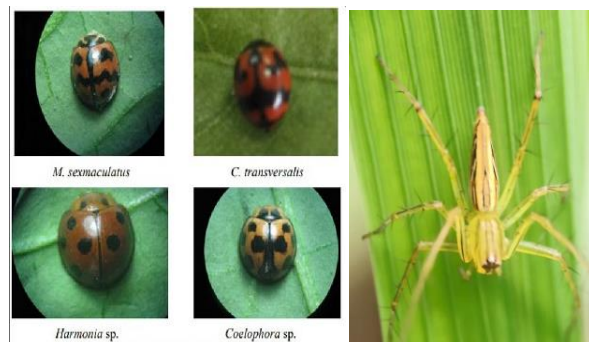 M. sexmaculatus
C. transversalis
Harmonia sp.
Coelophora sp.